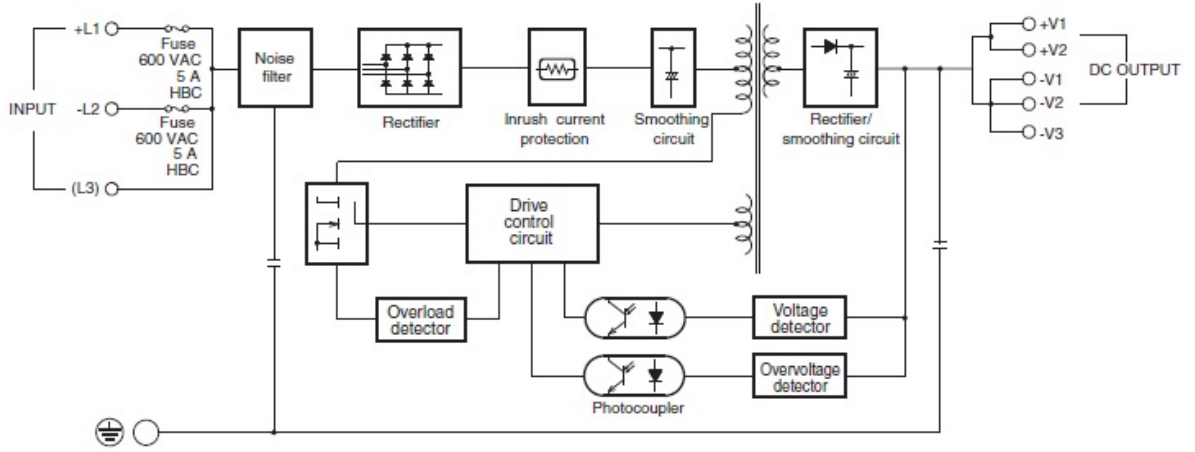 +L1
Fuse
600 VAC
5 A
HBC
INPUT
-L2
Fuse
600 VAC
5 A
HBC
(L3)
Noise
filter
Rectifier
Inrush current
protection
Smoothing
circuit
Rectifier/
smoothing circuit
+V1
+V2
-V1
-V2
-V3
DC OUTPUT
Drive
control
circuit
Overload
detector
Voltage
detector
Overvoltage
detector
Photocoupler